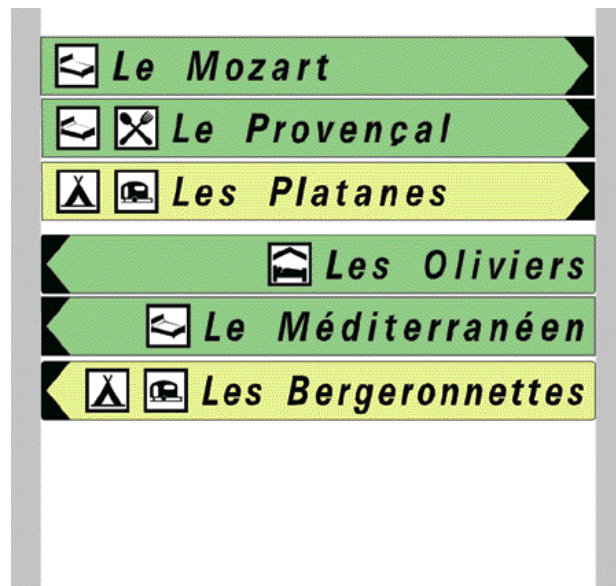 Le Mozart
Le Provençal
Les Platanes
Les Oliviers
Le Méditerranéen
Les Bergeronnettes